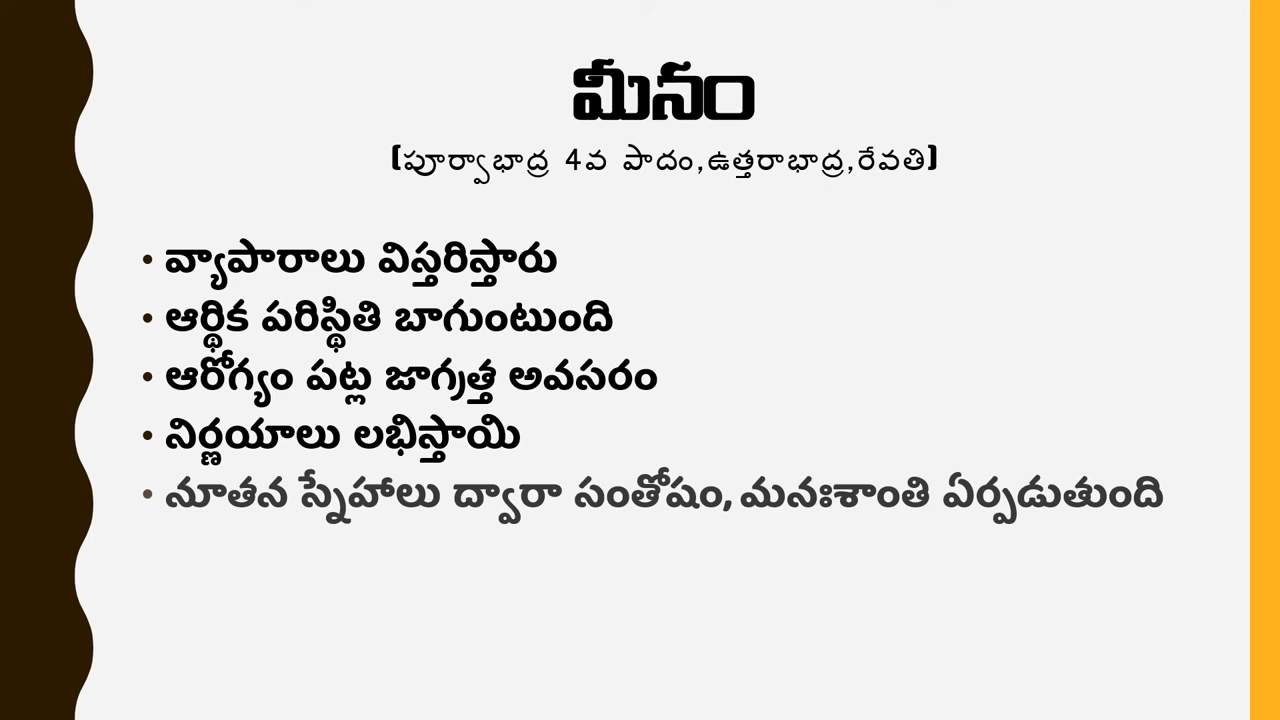 మీనం
(పూర్వాభాద్ర 4వ పాదం,ఉత్తరాభాద్ర,రేవతి)
• వ్యాపారాలు విస్తరిస్తారు
• ఆర్థిక పరిస్థితి బాగుంటుంది
• ఆరోగ్యం పట్ల జాగ్రత్త అవసరం
• నిర్ణయాలు లభిస్తాయి
• నూతన స్నేహాలు ద్వారా సంతోషం, మనఃశాంతి ఏర్పడుతుంది